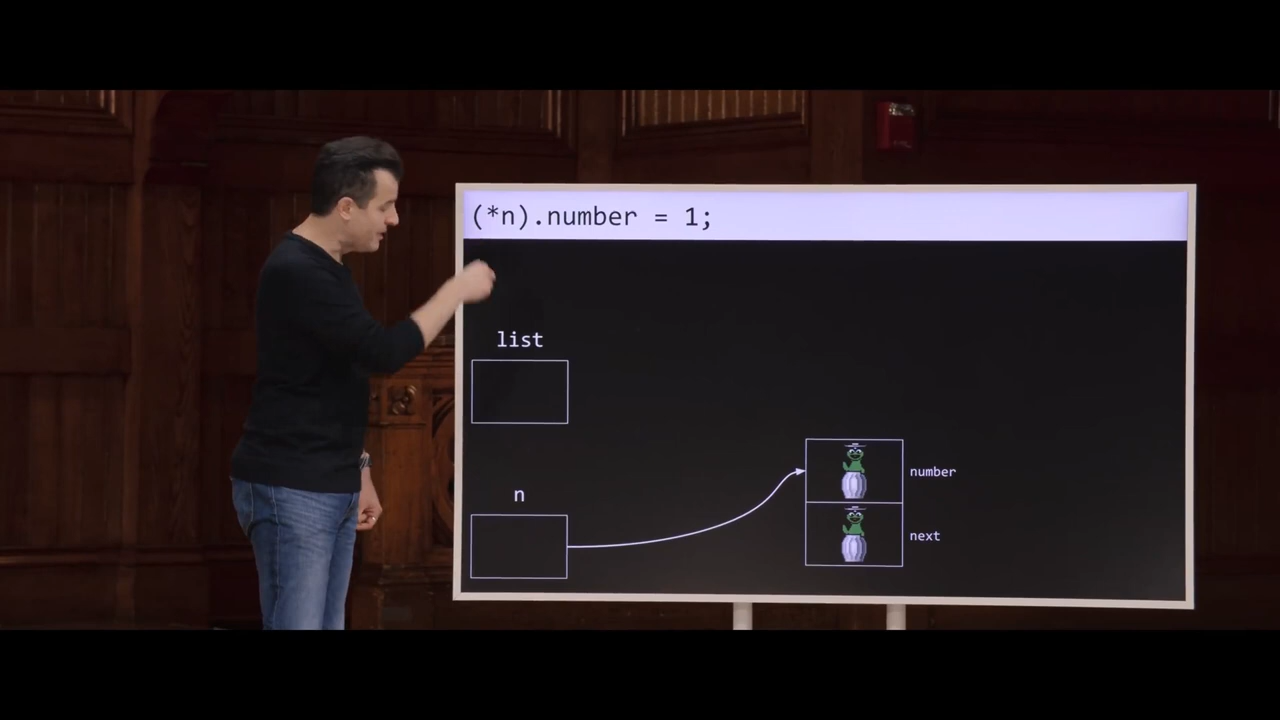 (*n).number = 1;
list
number
n
next